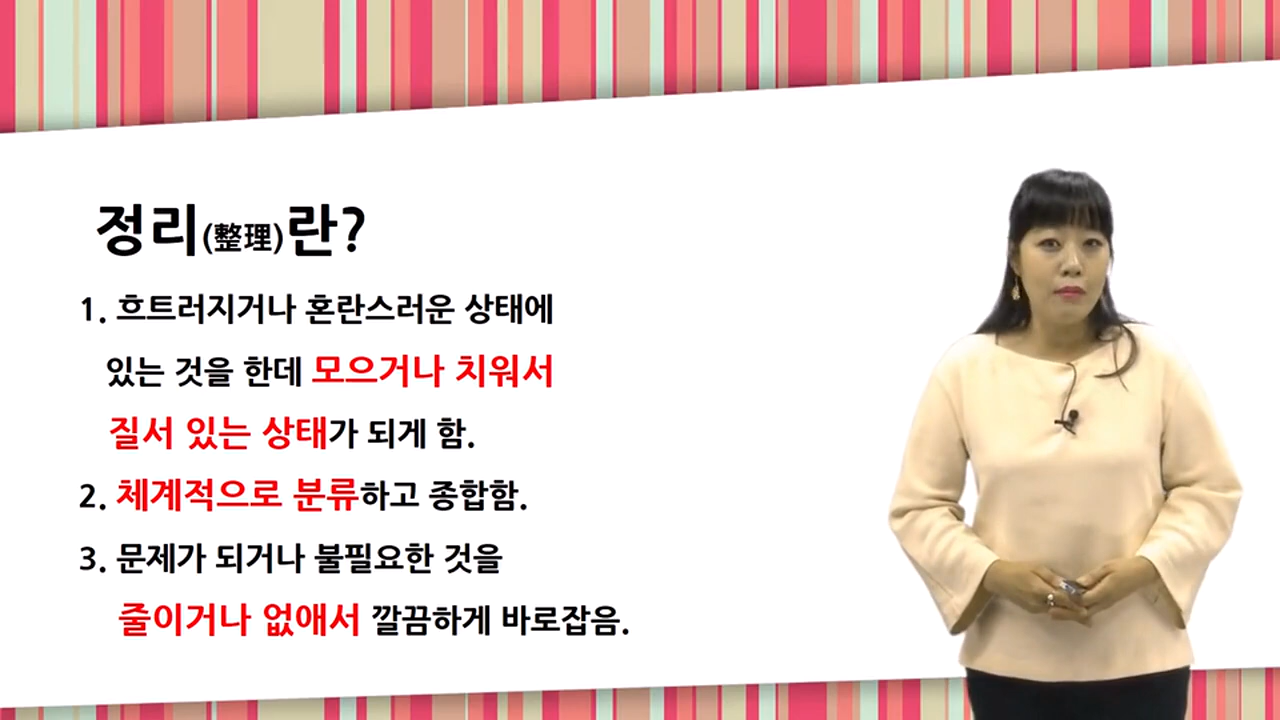 정리(整理)란?
1. 흐트러지거나 혼란스러운 상태에
있는 것을 한데 모으거나 치워서
질서 있는 상태가 되게 함.
2. 체계적으로 분류하고 종합함.
3. 문제가 되거나 불필요한 것을
줄이거나 없애서 깔끔하게 바로잡음.